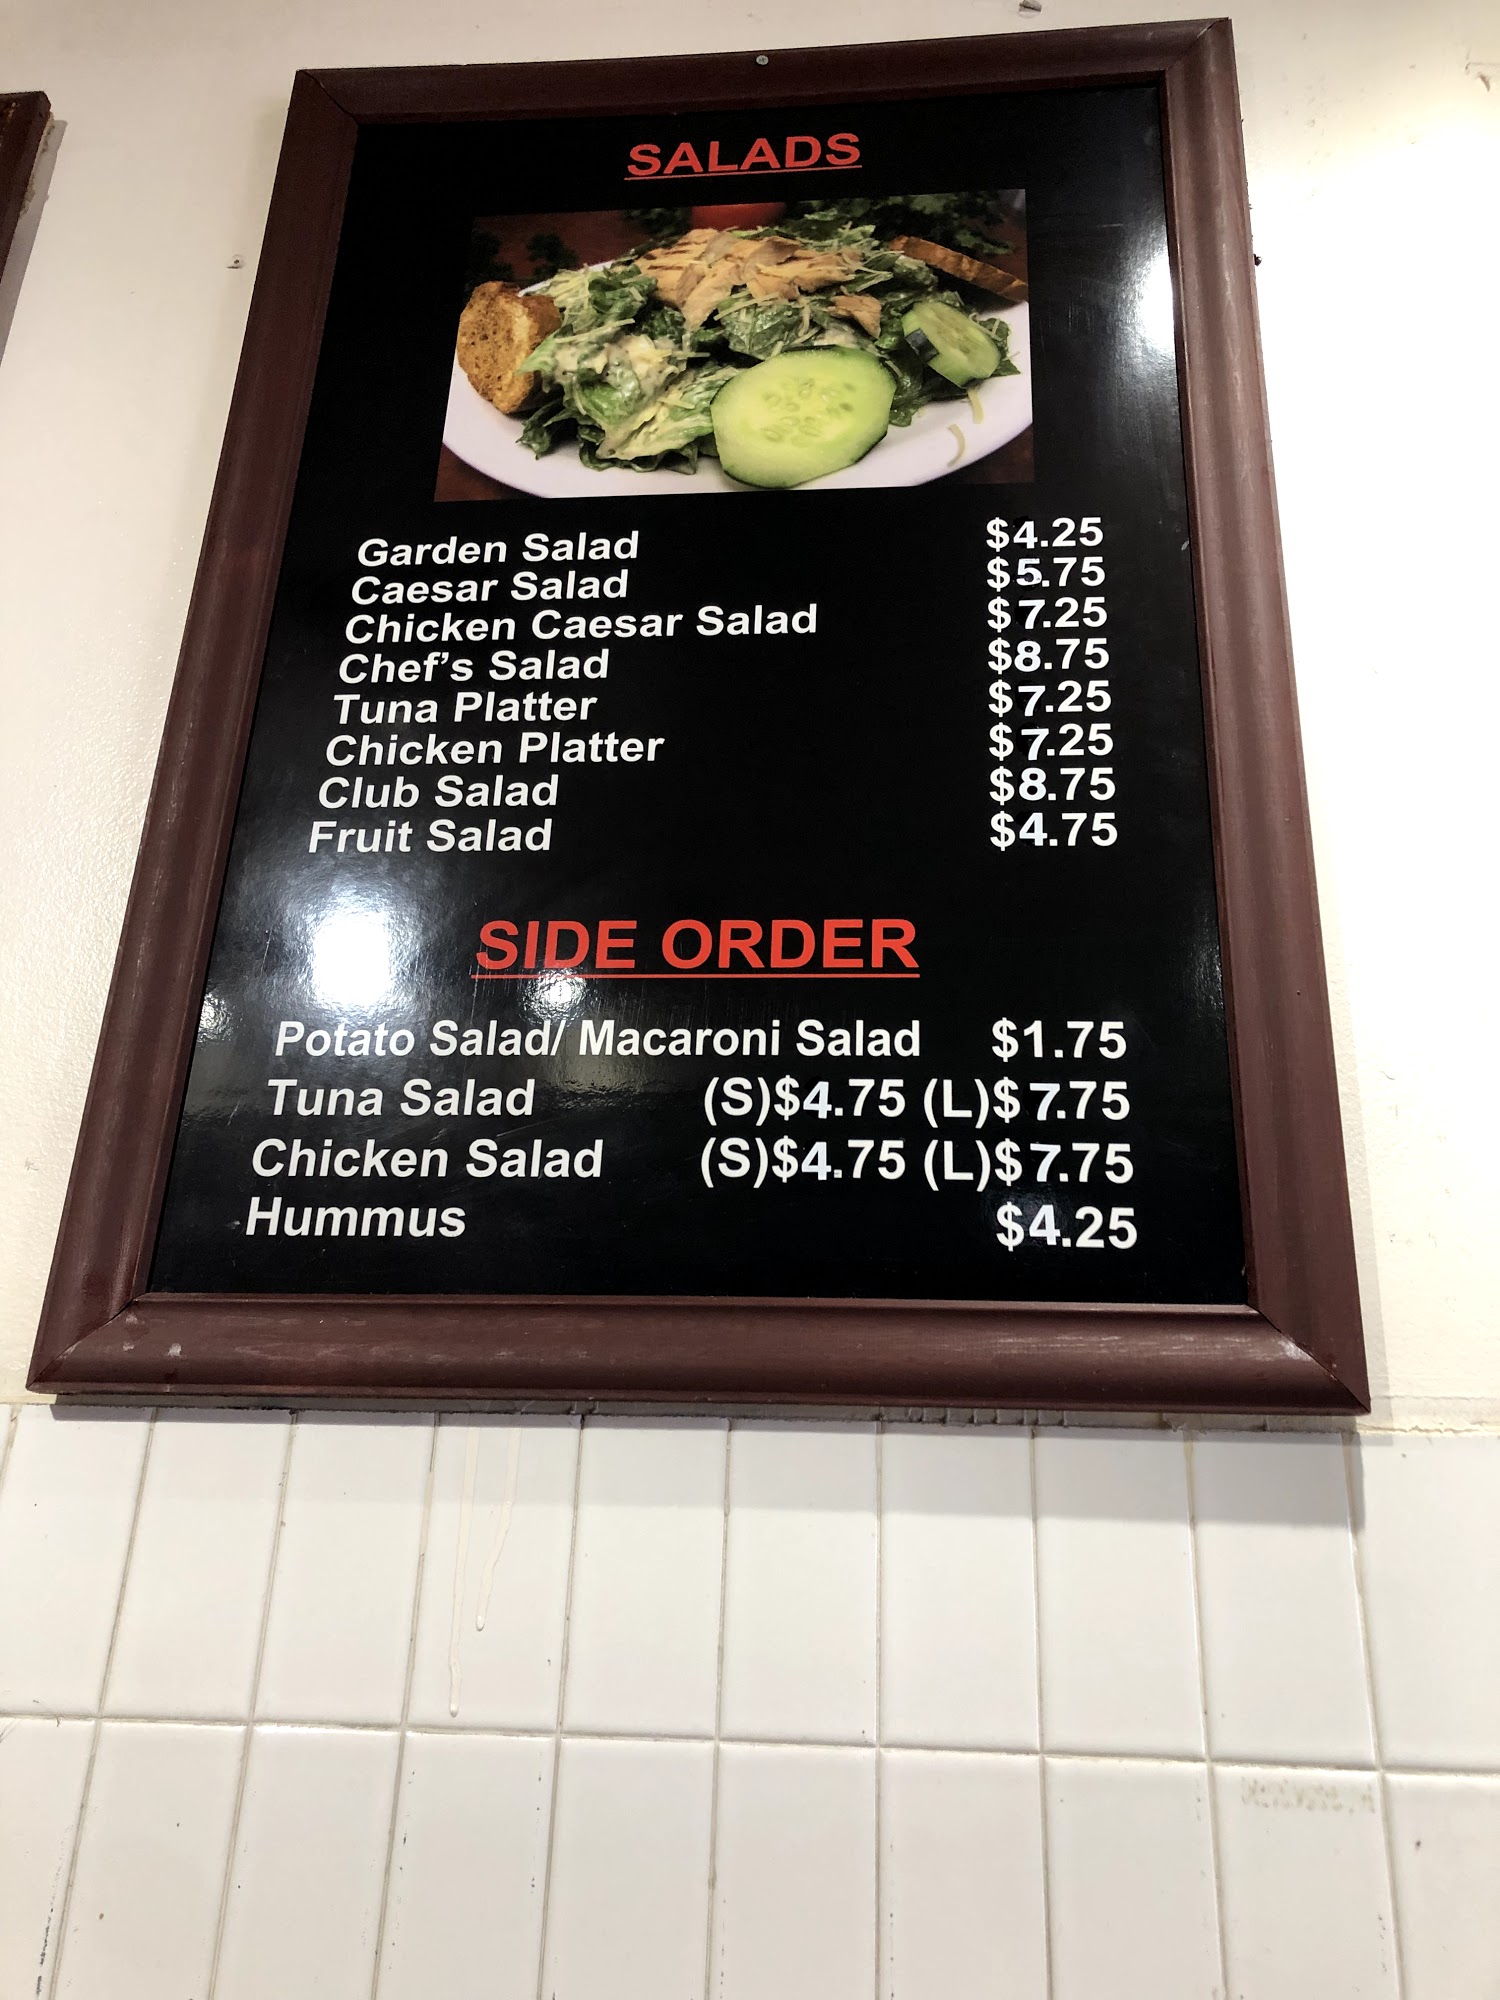 SALADS
Garden Salad $4.25
Caesar Salad $5.75
Chicken Caesar Salad $7.25
Chef's Salad $8.75
Tuna Platter $7.25
Chicken Platter $7.25
Club Salad $8.75
Fruit Salad $4.75
SIDE ORDER
Potato Salad/ Macaroni Salad $1.75
Tuna Salad (S)$4.75 (L)$7.75
Chicken Salad (S)$4.75 (L)$7.75
Hummus $4.25